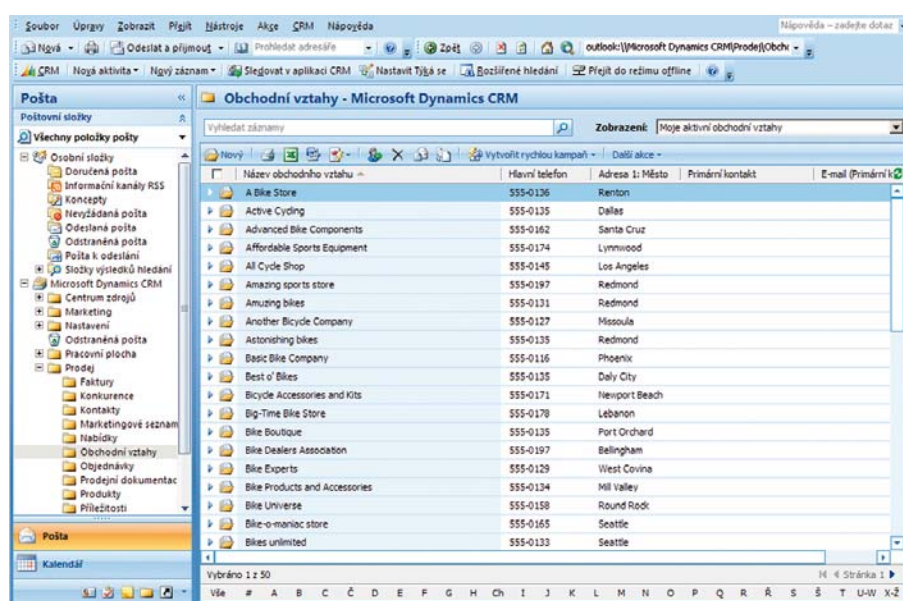 Soubor Úpravy Zobrazit Přejít Nástroje Akce CRM Nápověda Nápověda – zadejte dotaz
Nová Odeslat a přijmout Prohledat adresáře Zpět outlook:\\Microsoft Dynamics CRM\Prodej\Obchc
CRM Nová aktivita Nový záznam Sledovat v aplikaci CRM Nastavit Týká se Rozšířené hledání Přejít do režimu offline
Pošta «
Poštovní složky
Všechny položky pošty
Osobní složky
Doručená pošta
Informační kanály RSS
Koncepty
Nevyžádaná pošta
Odeslaná pošta
Odstraněná pošta
Pošta k odeslání
Složky výsledků hledání
Microsoft Dynamics CRM
Centrum zdrojů
Marketing
Nastavení
Odstraněná pošta
Pracovní plocha
Prodej
Faktury
Konkurence
Kontakty
Marketingové seznam
Nabídky
Obchodní vztahy
Objednávky
Prodejní dokumentac
Produkty
Příležitosti
Pošta
Kalendář
Obchodní vztahy - Microsoft Dynamics CRM
Vyhledat záznamy Zobrazení: Moje aktivní obchodní vztahy
Nový Vytvořit rychlou kampaň Další akce
Název obchodního vztahu Hlavní telefon Adresa 1: Město Primární kontakt E-mail (Primární k
A Bike Store 555-0136 Renton
Active Cycling 555-0135 Dallas
Advanced Bike Components 555-0162 Santa Cruz
Affordable Sports Equipment 555-0174 Lynnwood
All Cycle Shop 555-0145 Los Angeles
Amazing sports store 555-0197 Redmond
Amuzing bikes 555-0131 Redmond
Another Bicycle Company 555-0127 Missoula
Astonishing bikes 555-0135 Redmond
Basic Bike Company 555-0116 Phoenix
Best o' Bikes 555-0135 Daly City
Bicycle Accessories and Kits 555-0171 Newport Beach
Big-Time Bike Store 555-0178 Lebanon
Bike Boutique 555-0135 Port Orchard
Bike Dealers Association 555-0197 Bellingham
Bike Experts 555-0129 West Covina
Bike Products and Accessories 555-0134 Mill Valley
Bike Universe 555-0158 Round Rock
Bike-o-maniac store 555-0165 Seattle
Bikes unlimited 555-0133 Seattle
Vybráno 1 z 50 Stránka 1
Vše # A B C Č D E F G H Ch I J K L M N O P Q R Ř S Š T U-W X-Ž